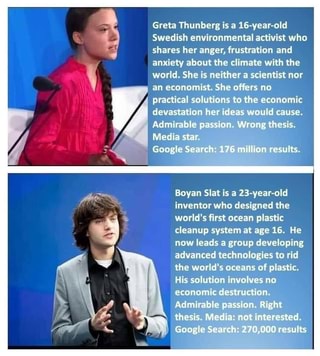 Greta Thunberg is a 16-year-old
Swedish environmental activist who
shares her anger, frustration and
anxiety about the climate with the
world. She is neither a scientist nor
an economist. She offers no
practical solutions to the economic
devastation her ideas would cause.
Admirable passion. Wrong thesis.
Media star.
Google Search: 176 million results.
Boyan Slat is a 23-year-old
inventor who designed the
world's first ocean plastic
cleanup system at age 16. He
now leads a group developing
advanced technologies to rid
the world's oceans of plastic.
His solution involves no
economic destruction.
Admirable passion. Right
thesis. Media: not interested.
Google Search: 270,000 results